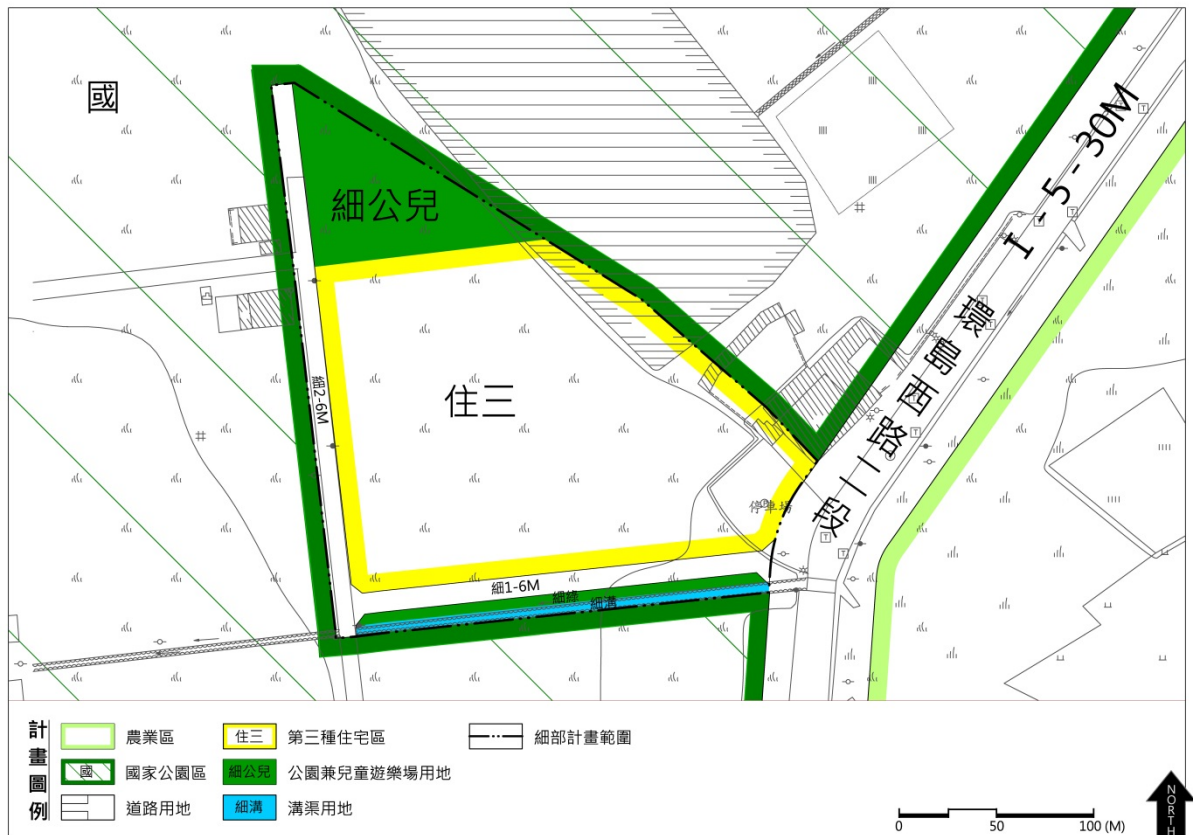 國
細公兒
I-5-30M
環島西路二段
住三
細2-6M
停車場
細1-6M
細綠
細溝
計畫圖例
農業區
住三 第三種住宅區
細部計畫範圍
國 國家公園區
細公兒 公園兼兒童遊樂場用地
道路用地
細溝 溝渠用地
0 50 100 (M)
NORTH